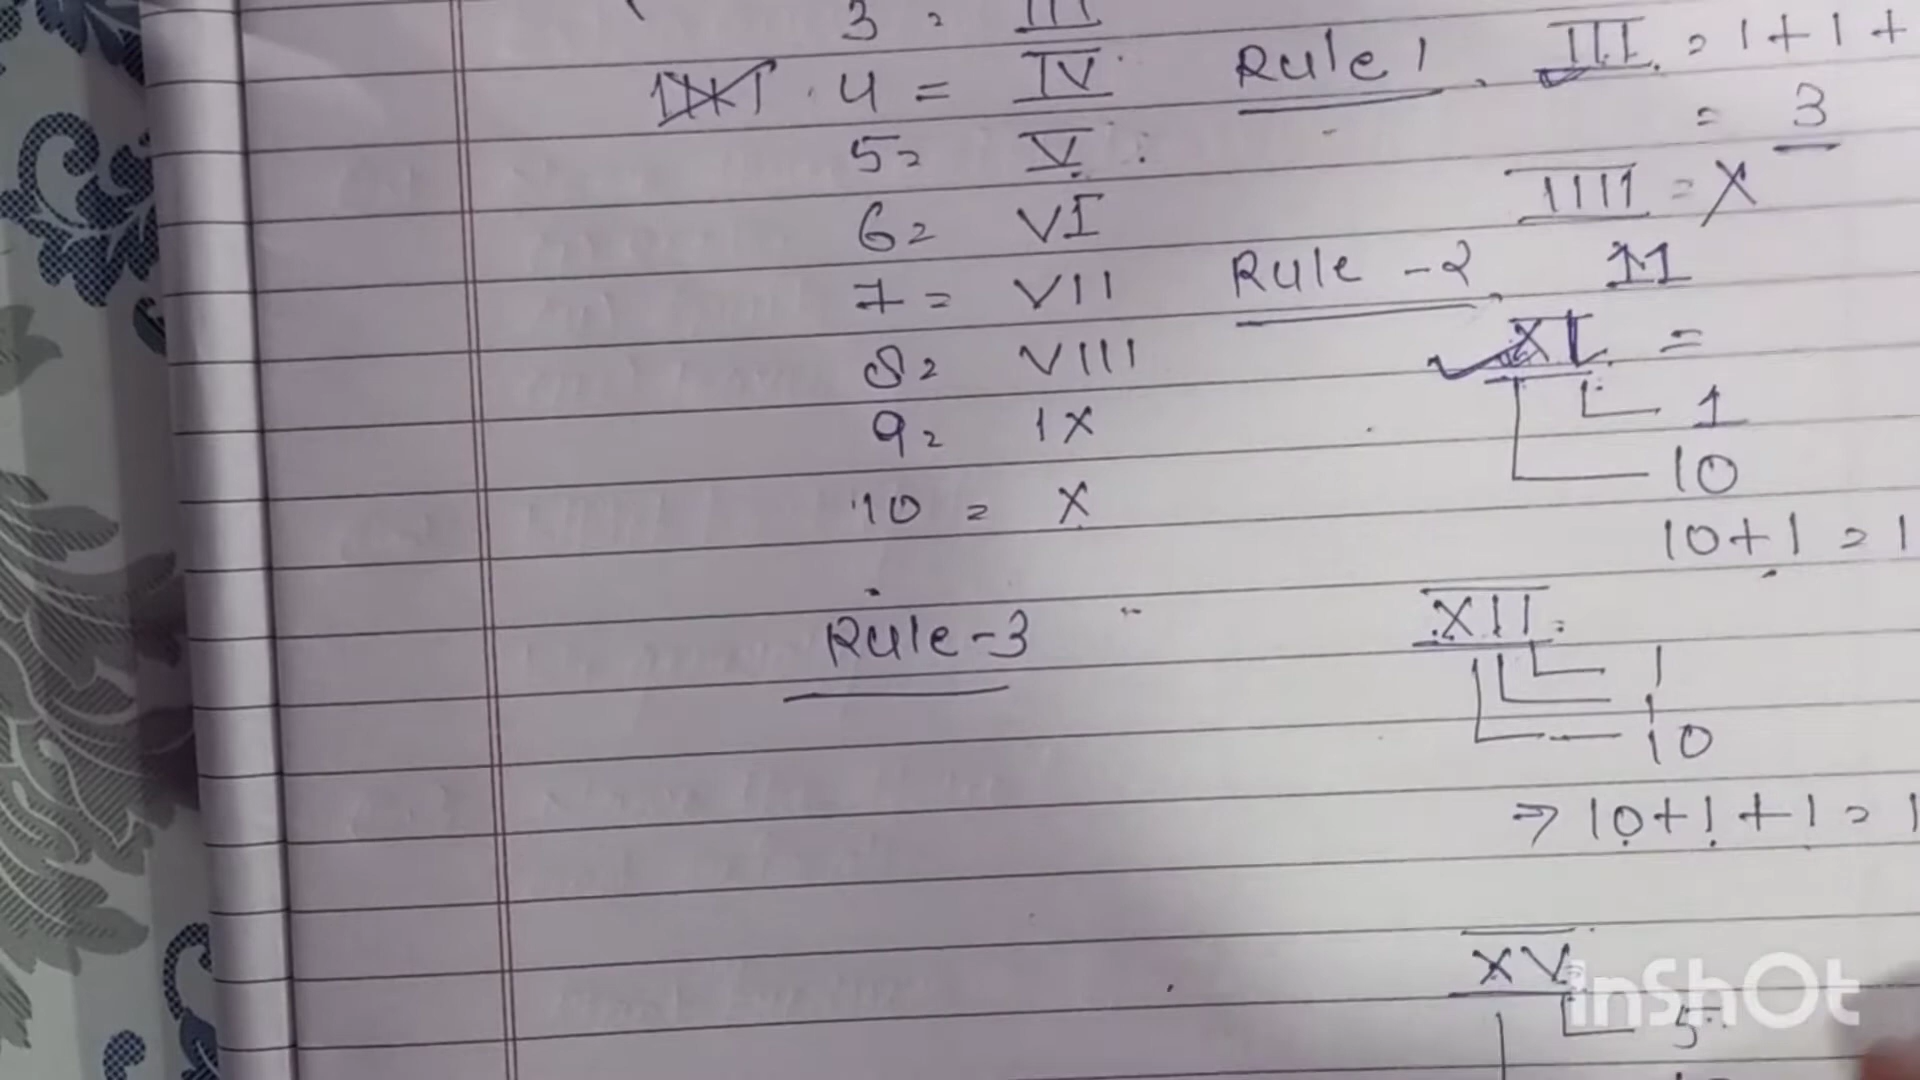 3 = III
4 = IV
5 = V
6 = VI
7 = VII
8 = VIII
9 = IX
10 = X
Rule 1. III = 1+1+
= 3
IIII = X
Rule-2. 11
XI =
1
10
10+1 = 1
XII =
1
1
10
⇒ 10+1+1 = 1
XV
5
Rule-3
InShOt